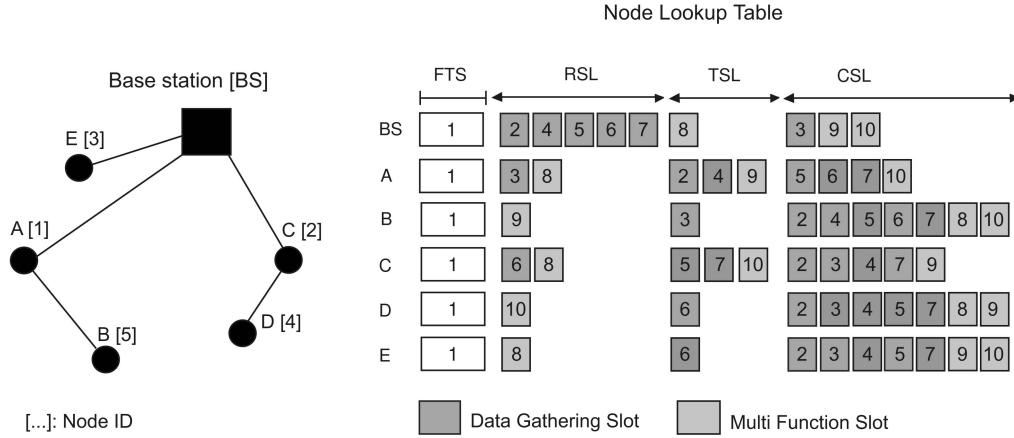 Node Lookup Table
Base station [BS]
E [3]
A [1]
C [2]
B [5]
D [4]
[...]: Node ID
FTS RSL TSL CSL
BS 1 2 4 5 6 7 8 3 9 10
A 1 3 8 2 4 9 5 6 7 10
B 1 9 3 2 4 5 6 7 8 10
C 1 6 8 5 7 10 2 3 4 7 9
D 1 10 6 2 3 4 5 7 8 9
E 1 8 6 2 3 4 5 7 9 10
Data Gathering Slot Multi Function Slot